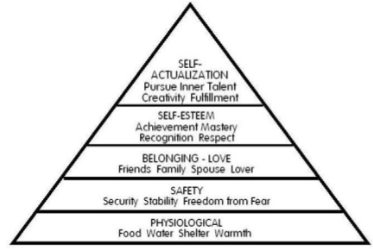 SELF-
ACTUALIZATION
Pursue Inner Talent
Creativity Fulfillment
SELF-ESTEEM
Achievement Mastery
Recognition Respect
BELONGING - LOVE
Friends Family Spouse Lover
SAFETY
Security Stability Freedom from Fear
PHYSIOLOGICAL
Food Water Shelter Warmth